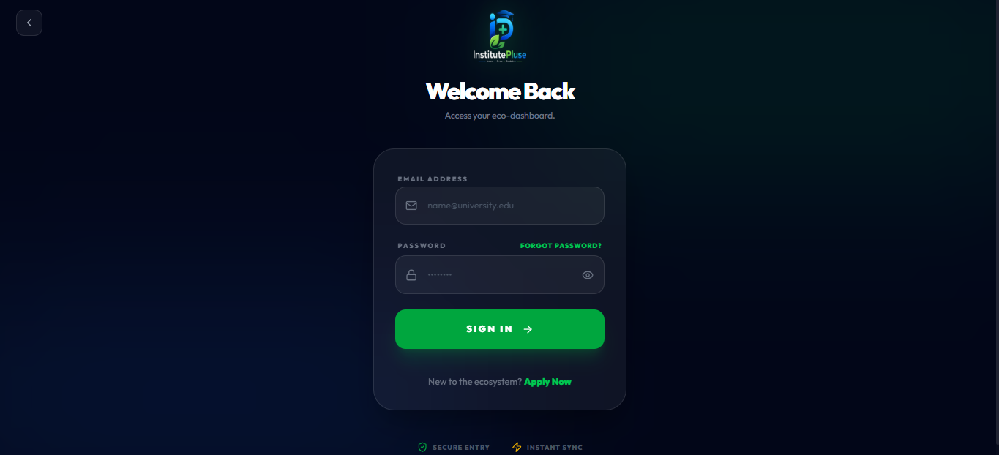 InstitutePluse
Welcome Back
Access your eco-dashboard.
EMAIL ADDRESS
name@university.edu
PASSWORD FORGOT PASSWORD?
SIGN IN
New to the ecosystem? Apply Now
SECURE ENTRY INSTANT SYNC